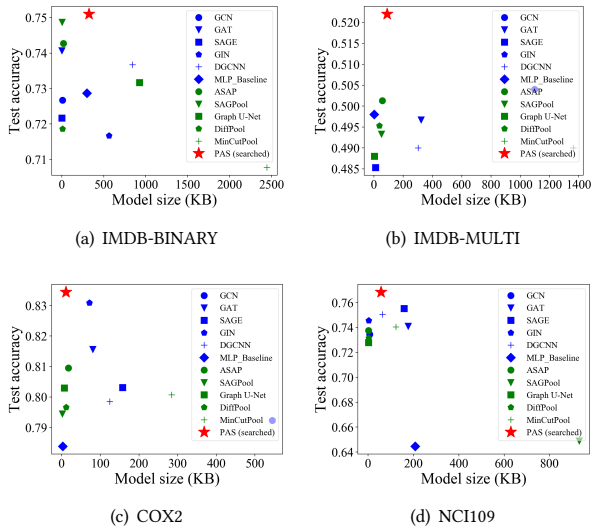 0.75
0.74
0.73
0.72
0.71
Test accuracy
0
500
1000
1500
2000
2500
Model size (KB)
GCN
GAT
SAGE
GIN
DGCNN
MLP_Baseline
ASAP
SAGPool
Graph U-Net
DiffPool
MinCutPool
PAS (searched)
(a) IMDB-BINARY
0.520
0.515
0.510
0.505
0.500
0.495
0.490
0.485
Test accuracy
0
200
400
600
800
1000
1200
1400
Model size (KB)
GCN
GAT
SAGE
GIN
DGCNN
MLP_Baseline
ASAP
SAGPool
Graph U-Net
DiffPool
MinCutPool
PAS (searched)
(b) IMDB-MULTI
0.83
0.82
0.81
0.80
0.79
Test accuracy
0
100
200
300
400
500
Model size (KB)
GCN
GAT
SAGE
GIN
DGCNN
MLP_Baseline
ASAP
SAGPool
Graph U-Net
DiffPool
MinCutPool
PAS (searched)
(c) COX2
0.76
0.74
0.72
0.70
0.68
0.66
0.64
Test accuracy
0
200
400
600
800
Model size (KB)
GCN
GAT
SAGE
GIN
DGCNN
MLP_Baseline
ASAP
SAGPool
Graph U-Net
DiffPool
MinCutPool
PAS (searched)
(d) NCI109